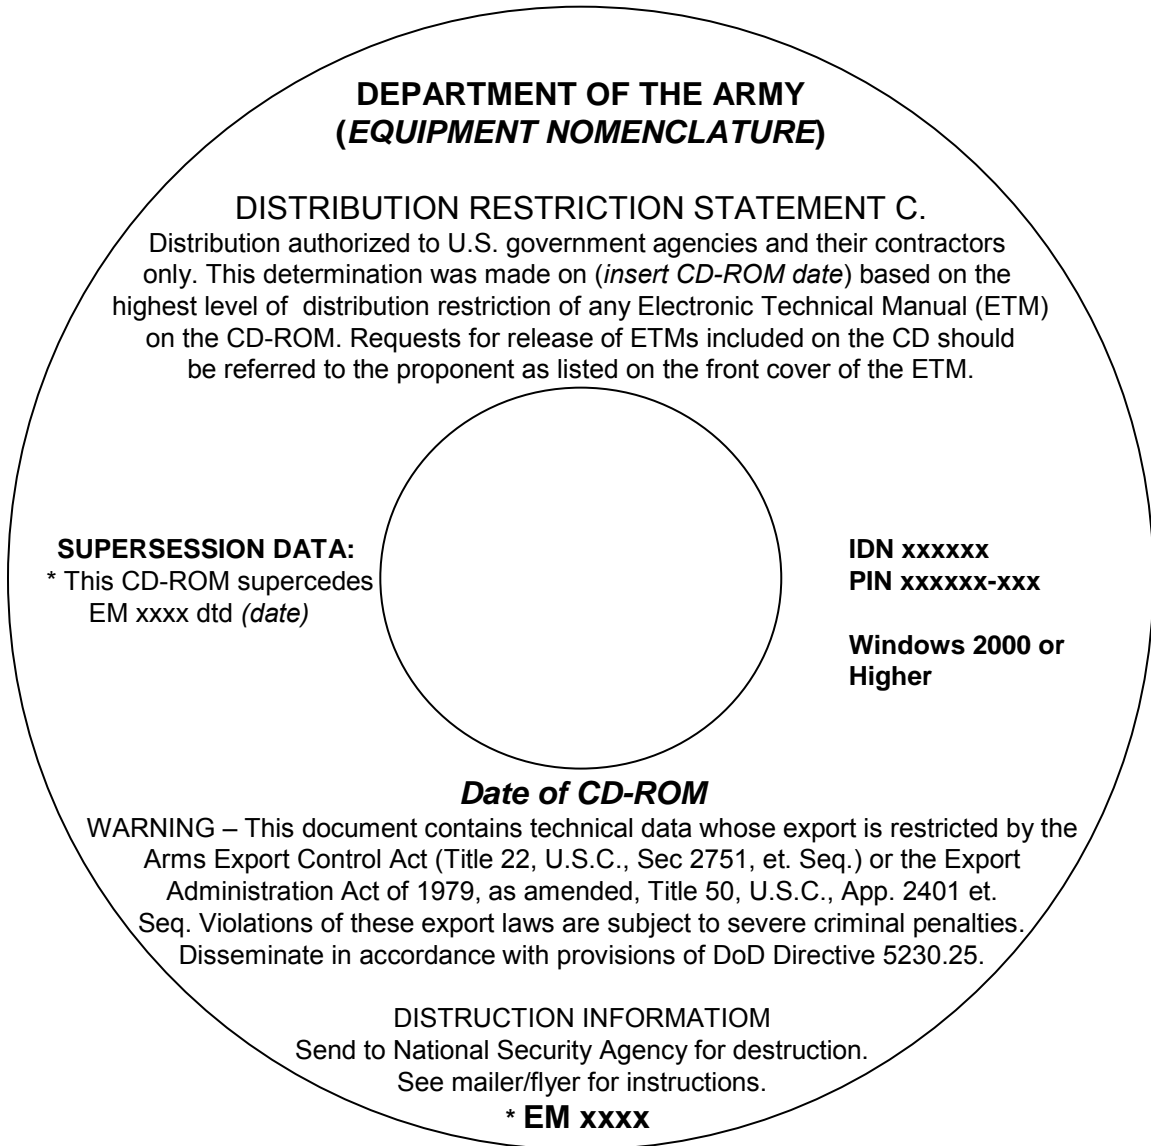 DEPARTMENT OF THE ARMY
(EQUIPMENT NOMENCLATURE)
DISTRIBUTION RESTRICTION STATEMENT C.
Distribution authorized to U.S. government agencies and their contractors
only. This determination was made on (insert CD-ROM date) based on the
highest level of distribution restriction of any Electronic Technical Manual (ETM)
on the CD-ROM. Requests for release of ETMs included on the CD should
be referred to the proponent as listed on the front cover of the ETM.
SUPERSESSION DATA:
* This CD-ROM supercedes
EM xxxx dtd (date)
IDN xxxxxx
PIN xxxxxx-xxx
Windows 2000 or
Higher
Date of CD-ROM
WARNING – This document contains technical data whose export is restricted by the
Arms Export Control Act (Title 22, U.S.C., Sec 2751, et. Seq.) or the Export
Administration Act of 1979, as amended, Title 50, U.S.C., App. 2401 et.
Seq. Violations of these export laws are subject to severe criminal penalties.
Disseminate in accordance with provisions of DoD Directive 5230.25.
DISTRUCTION INFORMATIOM
Send to National Security Agency for destruction.
See mailer/flyer for instructions.
* EM xxxx